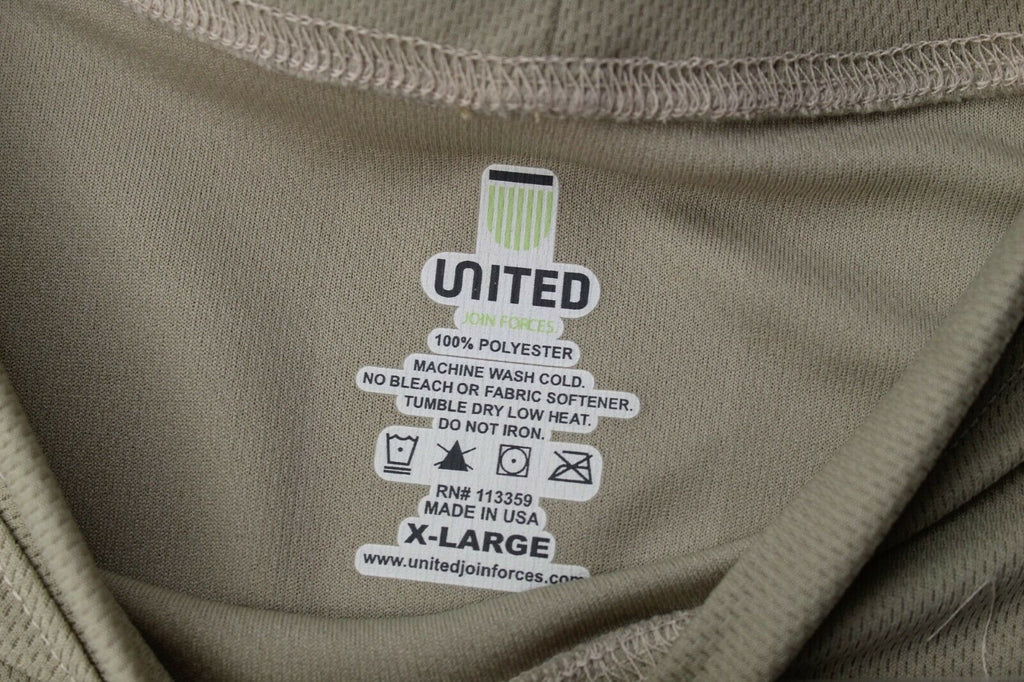 UNITED
JOIN FORCES
100% POLYESTER
MACHINE WASH COLD.
NO BLEACH OR FABRIC SOFTENER.
TUMBLE DRY LOW HEAT.
DO NOT IRON.
RN# 113359
MADE IN USA
X-LARGE
www.unitedjoinforces.com